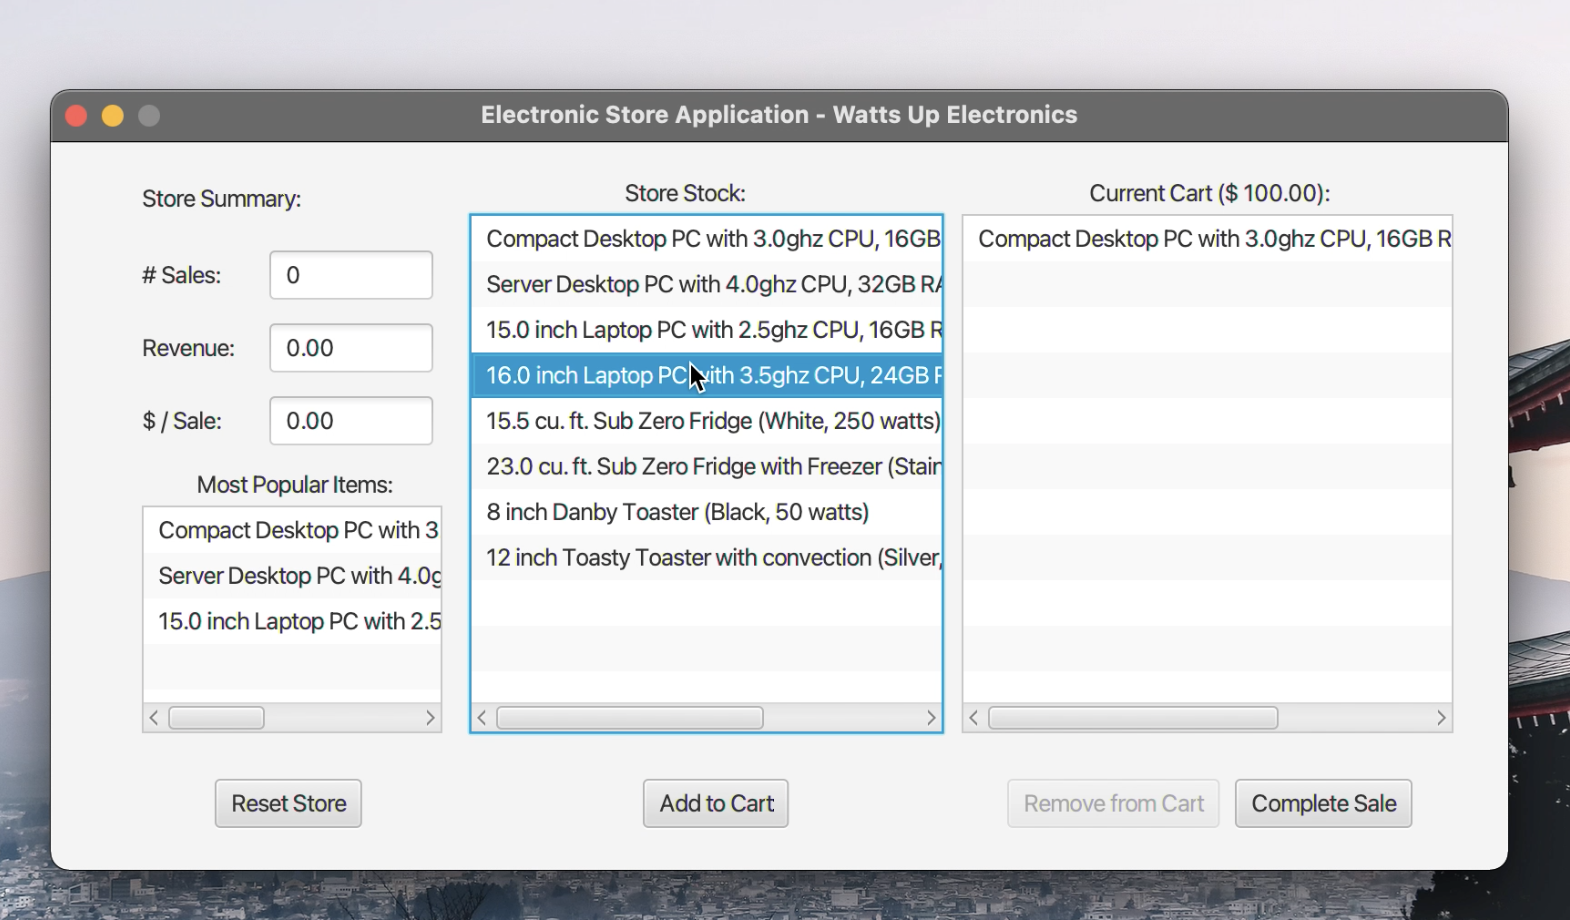 Electronic Store Application - Watts Up Electronics
Store Summary:
# Sales:
0
Revenue:
0.00
$ / Sale:
0.00
Most Popular Items:
Compact Desktop PC with 3
Server Desktop PC with 4.0g
15.0 inch Laptop PC with 2.5
Reset Store
Store Stock:
Compact Desktop PC with 3.0ghz CPU, 16GB
Server Desktop PC with 4.0ghz CPU, 32GB RA
15.0 inch Laptop PC with 2.5ghz CPU, 16GB R
16.0 inch Laptop PC with 3.5ghz CPU, 24GB R
15.5 cu. ft. Sub Zero Fridge (White, 250 watts)
23.0 cu. ft. Sub Zero Fridge with Freezer (Stain
8 inch Danby Toaster (Black, 50 watts)
12 inch Toasty Toaster with convection (Silver,
Add to Cart
Current Cart ($ 100.00):
Compact Desktop PC with 3.0ghz CPU, 16GB R
Remove from Cart
Complete Sale